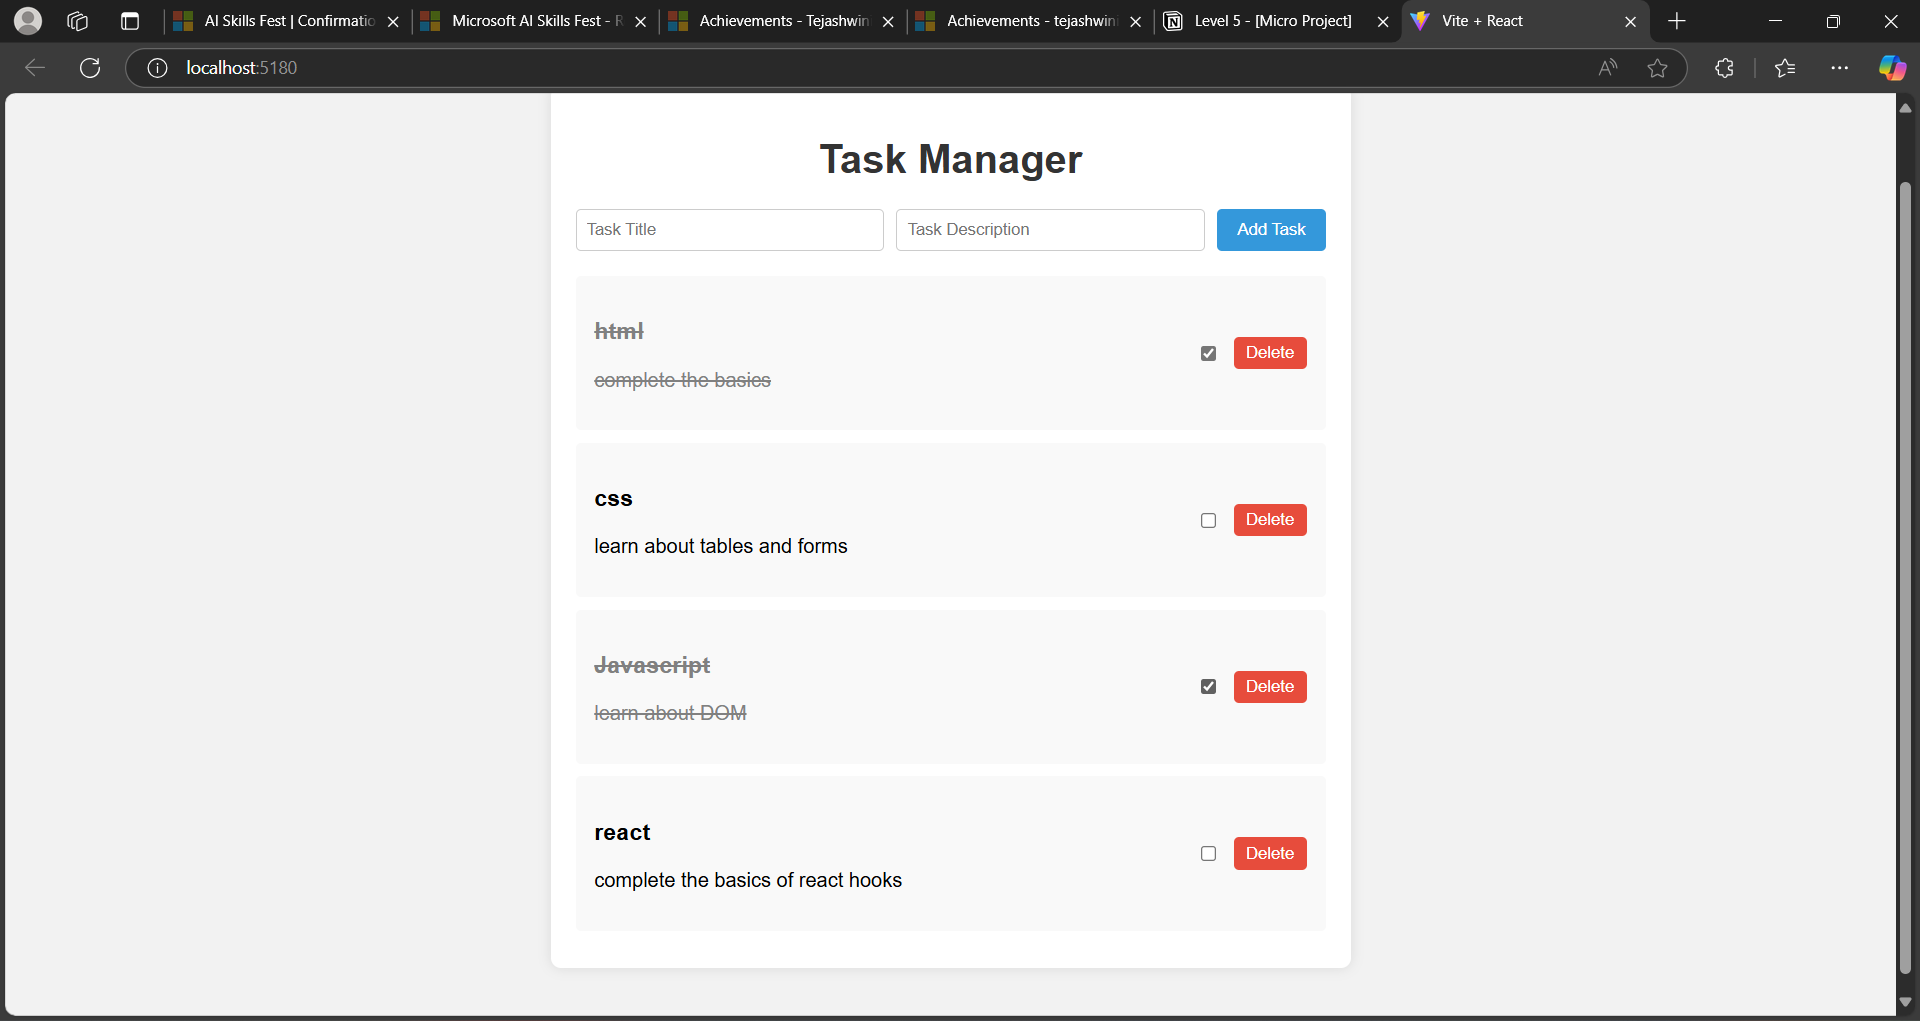 AI Skills Fest | Confirmatio
Microsoft AI Skills Fest - R
Achievements - Tejashwin
Achievements - tejashwini
Level 5 - [Micro Project]
Vite + React
localhost:5180
Task Manager
Task Title
Task Description
Add Task
html
complete the basics
Delete
css
learn about tables and forms
Delete
Javascript
learn about DOM
Delete
react
complete the basics of react hooks
Delete